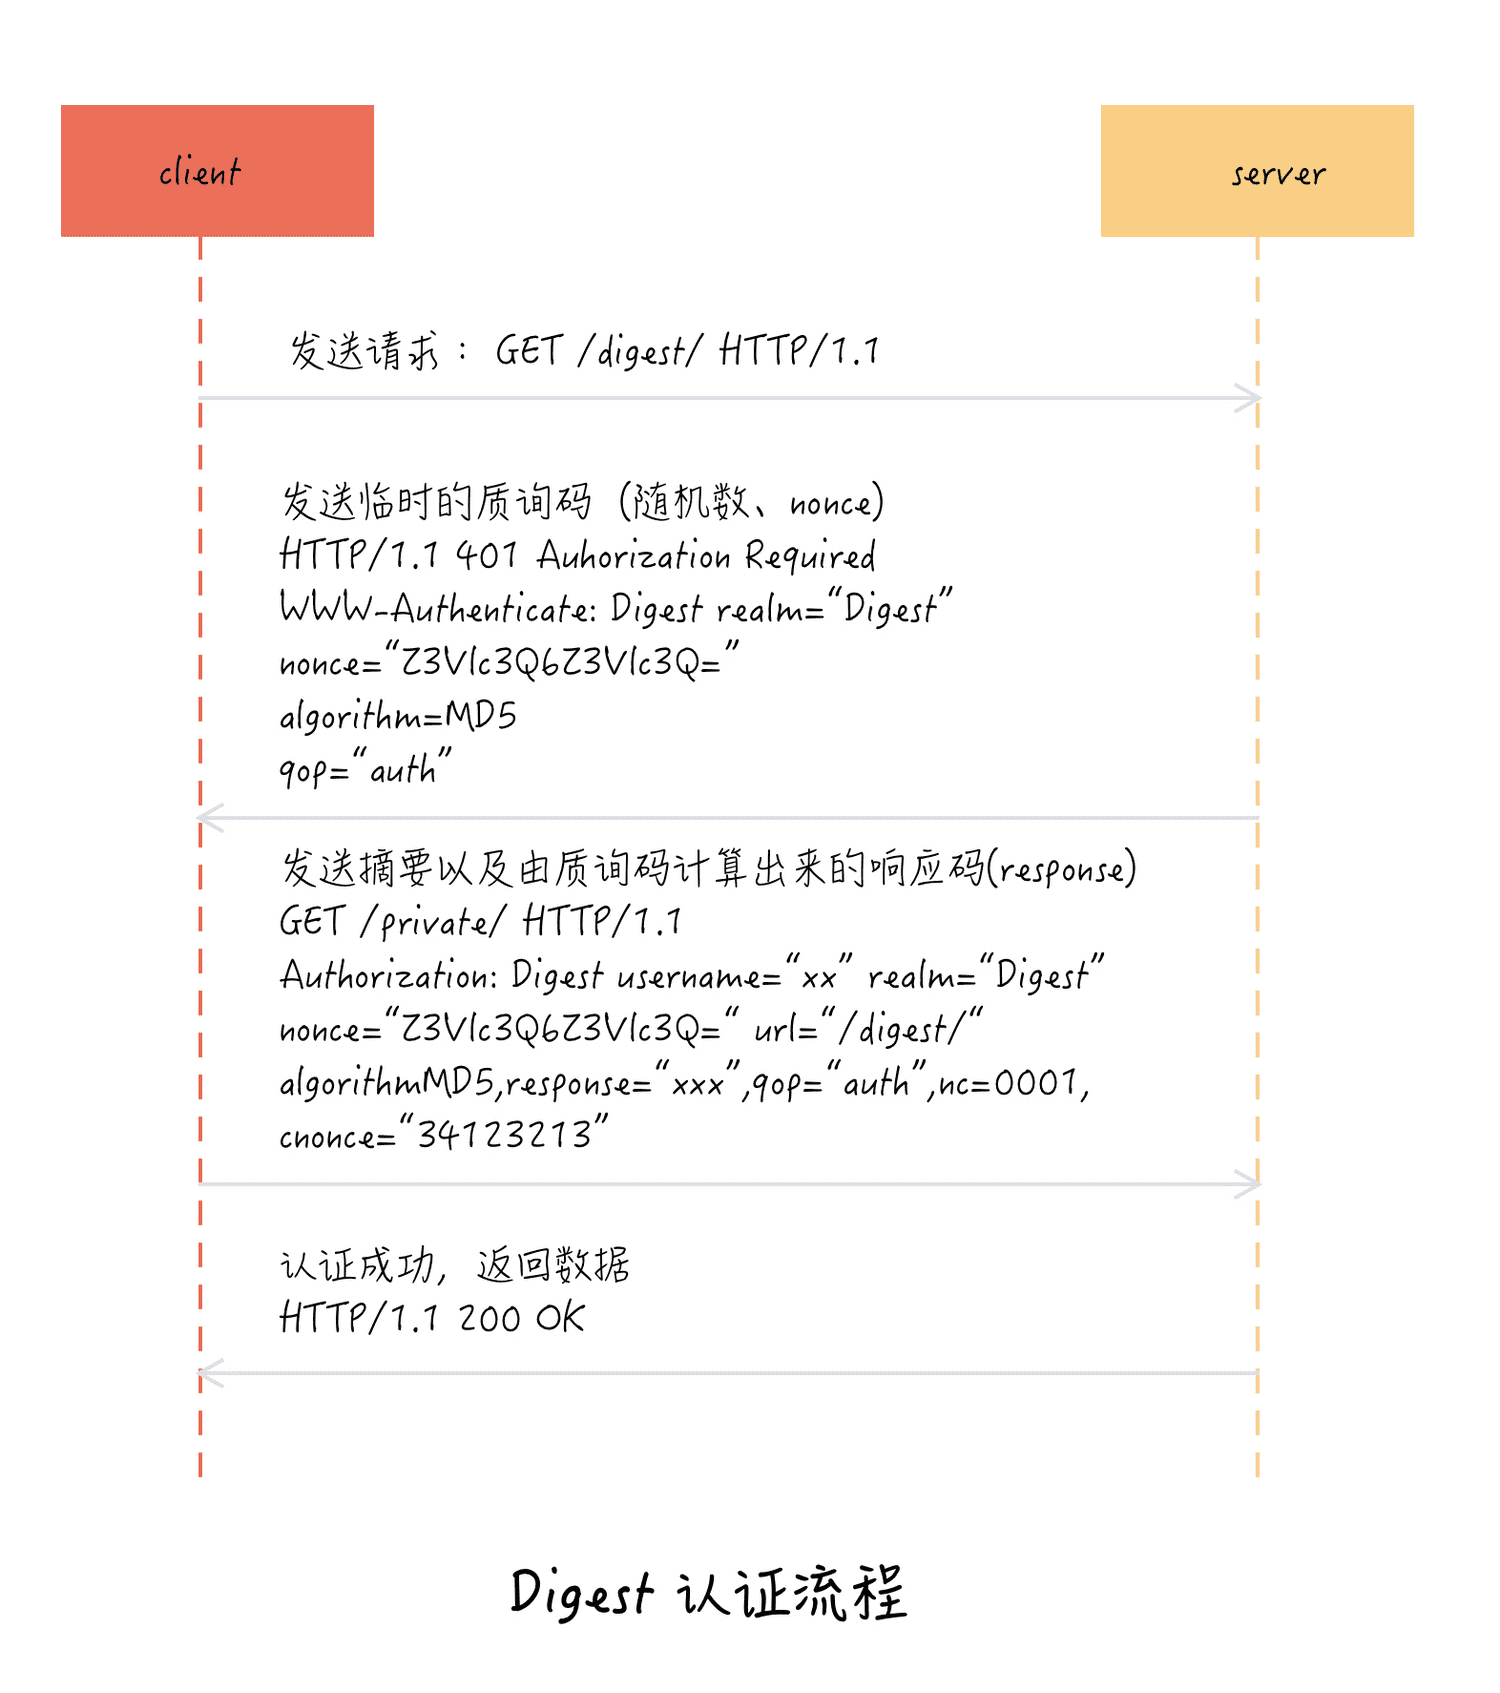 client
server
发送请求： GET /digest/ HTTP/1.1
发送临时的质询码（随机数、nonce)
HTTP/1.1 401 Auhorization Required
WWW-Authenticate: Digest realm=“Digest”
nonce=“Z3Vlc3Q6Z3Vlc3Q=”
algorithm=MD5
qop=“auth”
发送摘要以及由质询码计算出来的响应码(response)
GET /private/ HTTP/1.1
Authorization: Digest username=“xx” realm=“Digest”
nonce=“Z3Vlc3Q6Z3Vlc3Q=“ url=“/digest/“
algorithmMD5,response=“xxx”,qop=“auth”,nc=0001,
cnonce=“34123213”
认证成功，返回数据
HTTP/1.1 200 OK
Digest 认证流程